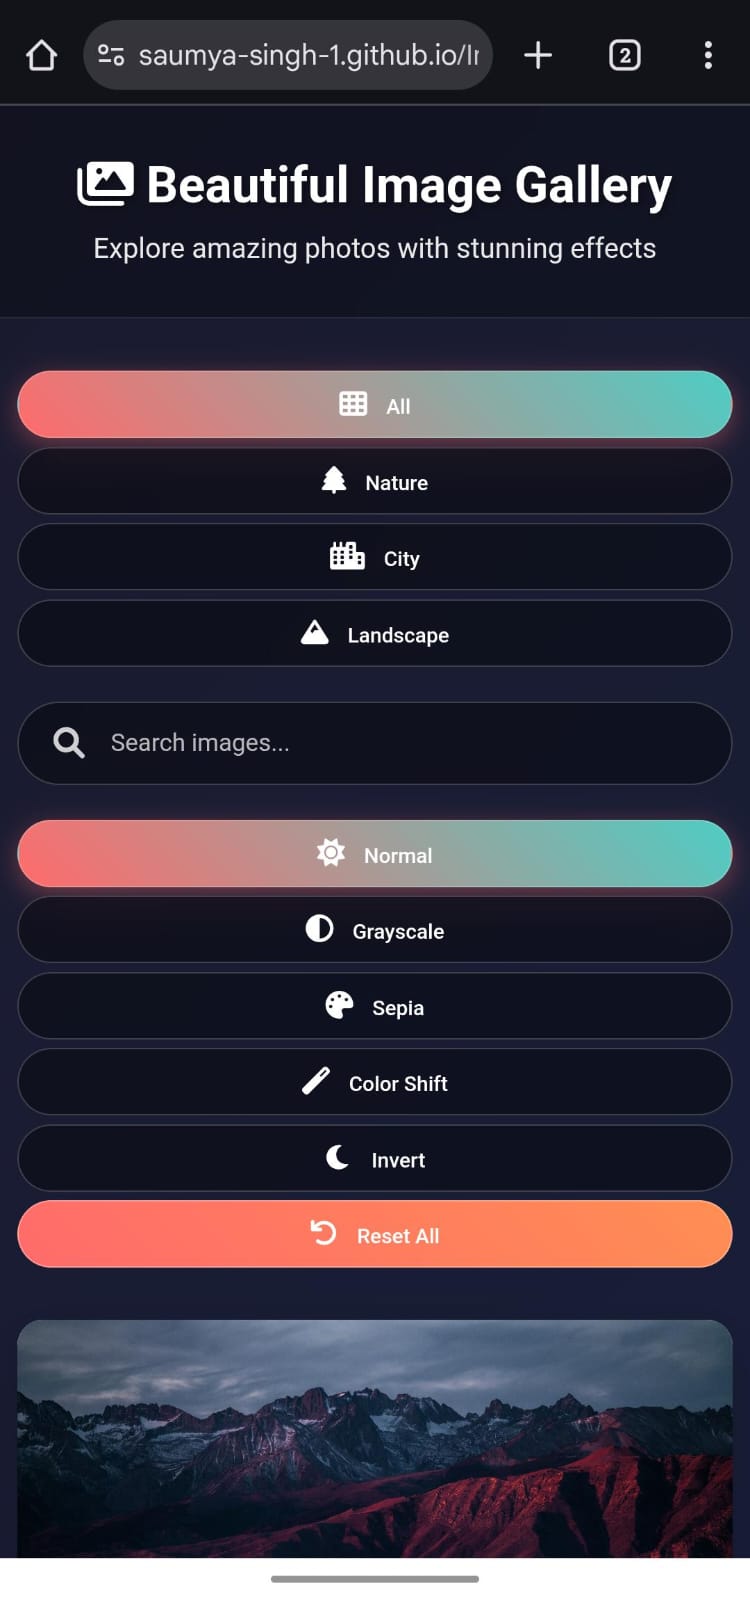 saumya-singh-1.github.io/Ir
2
Beautiful Image Gallery
Explore amazing photos with stunning effects
All
Nature
City
Landscape
Search images...
Normal
Grayscale
Sepia
Color Shift
Invert
Reset All